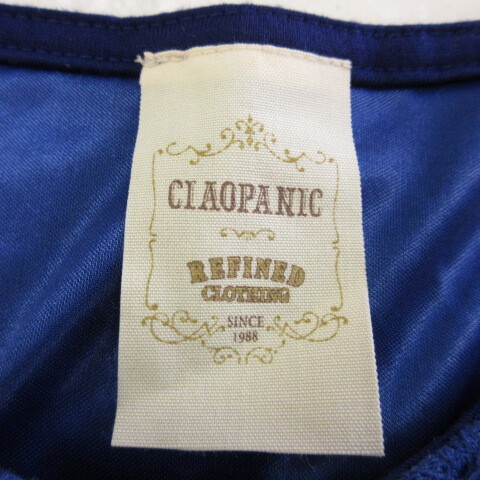 CIAOPANIC
REFINED
CLOTHING
SINCE
1988